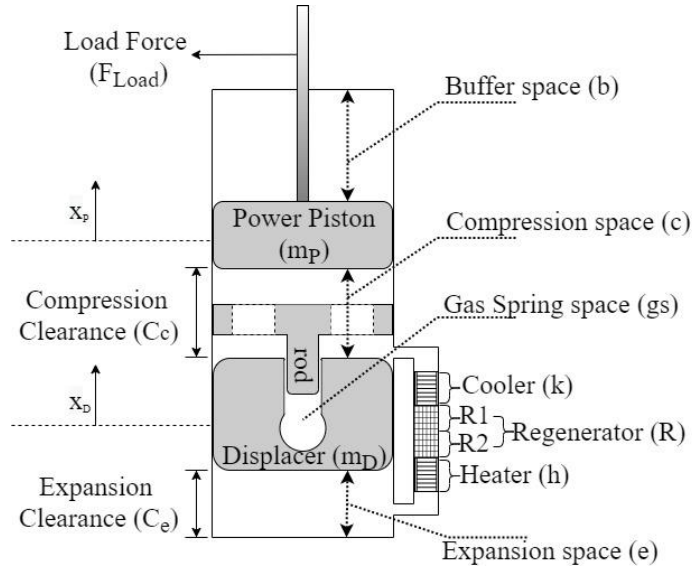 Load Force
(F_Load)
Buffer space (b)
x_P
Power Piston
(m_P)
Compression space (c)
Compression
Clearance (Cc)
Gas Spring space (gs)
rod
x_D
Cooler (k)
R1
R2
Regenerator (R)
Displacer (m_D)
Heater (h)
Expansion
Clearance (C_e)
Expansion space (e)